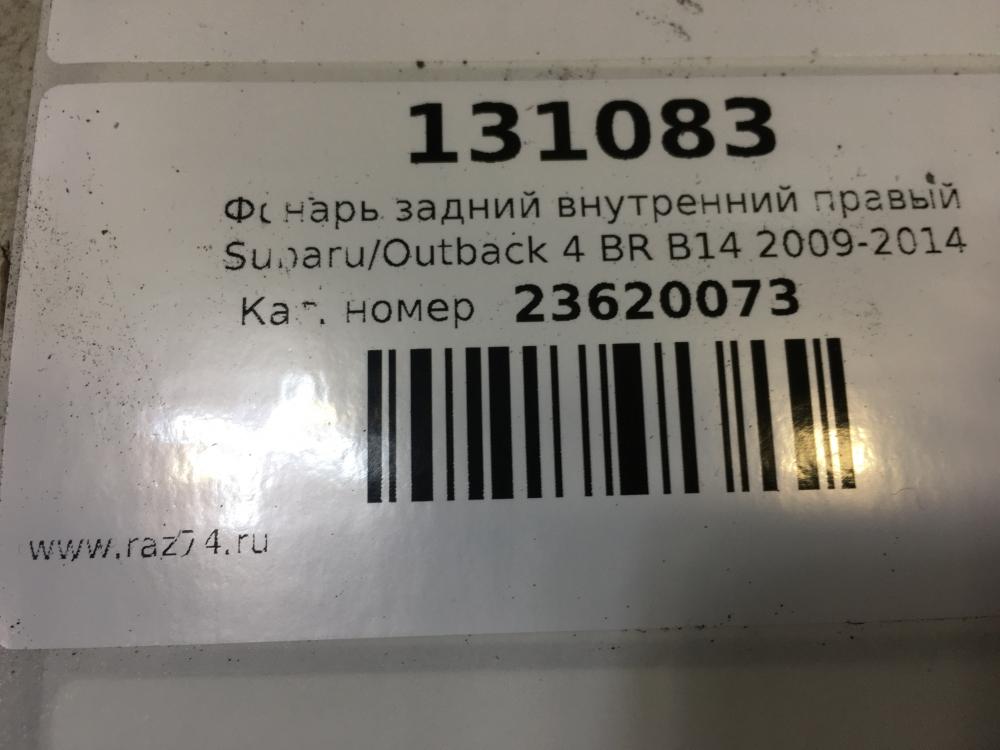 131083
Фонарь задний внутренний правый
Subaru/Outback 4 BR B14 2009-2014
Кат. номер 23620073
www.raz74.ru